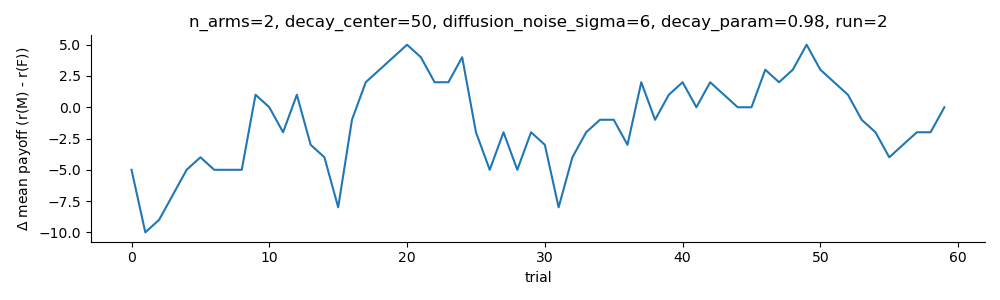 n_arms=2, decay_center=50, diffusion_noise_sigma=6, decay_param=0.98, run=2
Δ mean payoff (r(M) - r(F))
5.0
2.5
0.0
−2.5
−5.0
−7.5
−10.0
0 10 20 30 40 50 60
trial